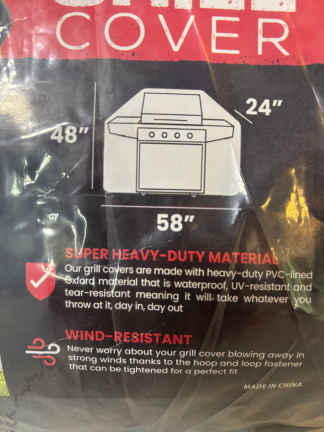 GRILL
COVER
24"
48"
58"
SUPER HEAVY-DUTY MATERIAL
Our grill covers are made with heavy-duty PVC-lined
Oxford material that is waterproof, UV-resistant and
tear-resistant meaning it will take whatever you
throw at it, day in, day out
WIND-RESISTANT
Never worry about your grill cover blowing away in
strong winds thanks to the hoop and loop fastener
that can be tightened for a perfect fit
MADE IN CHINA